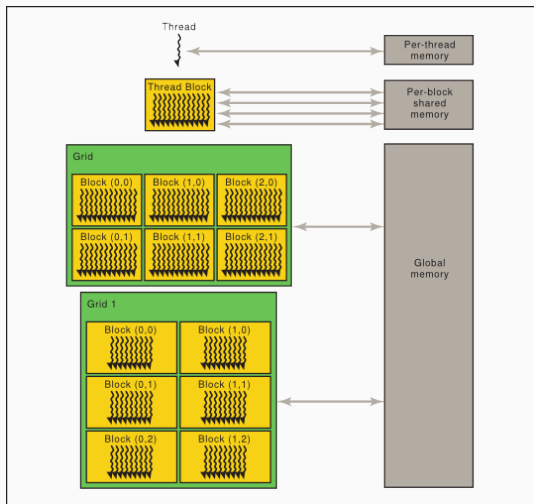 Thread
Per-thread
memory
Thread Block
Per-block
shared
memory
Grid
Block (0,0) Block (1,0) Block (2,0)
Block (0,1) Block (1,1) Block (2,1)
Global
memory
Grid 1
Block (0,0) Block (1,0)
Block (0,1) Block (1,1)
Block (0,2) Block (1,2)